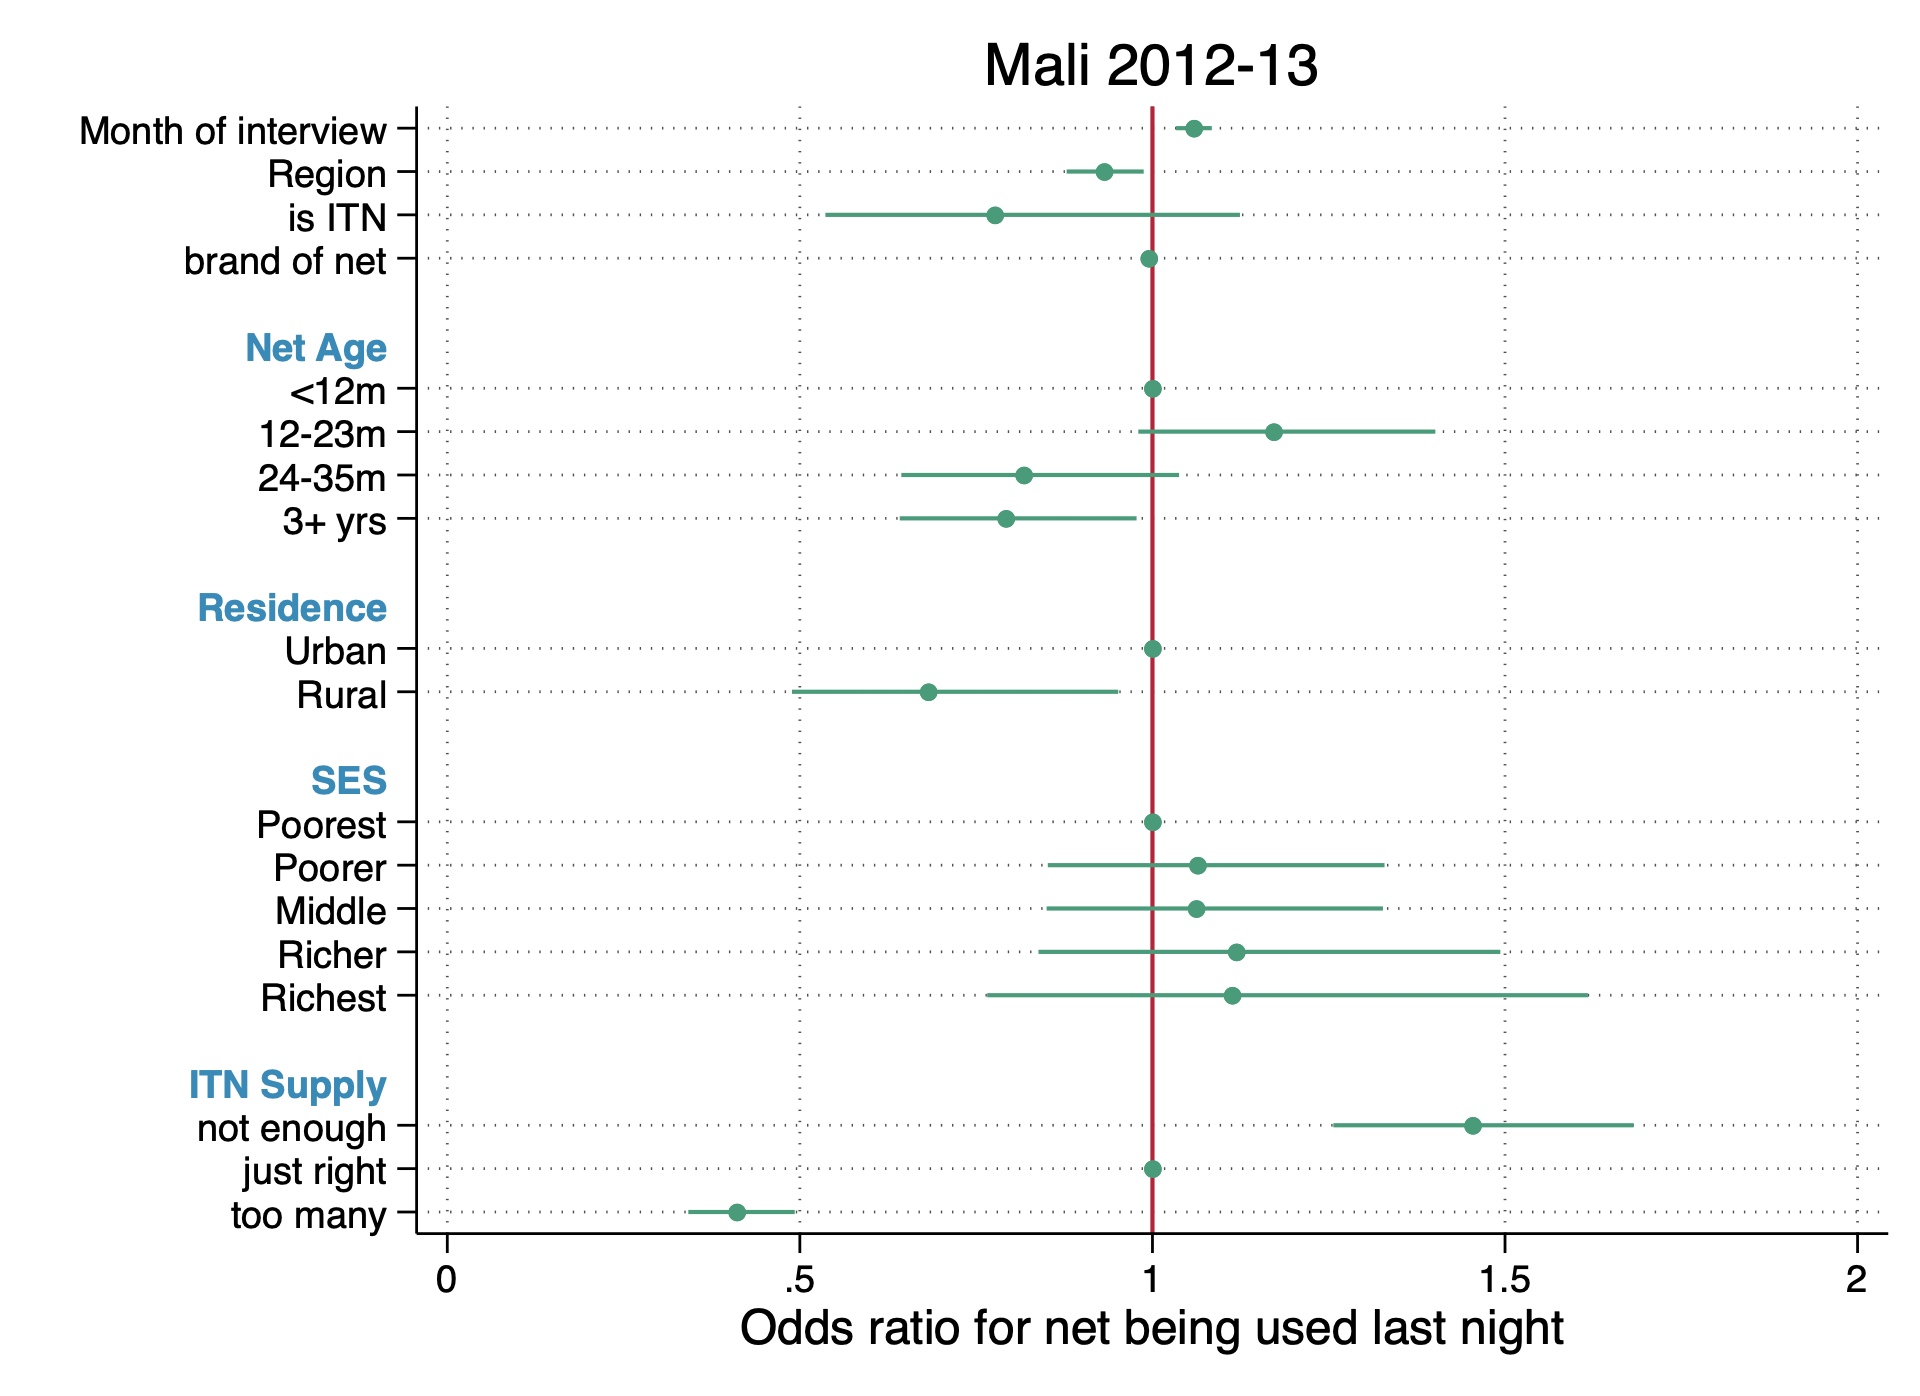 Mali 2012-13
Month of interview
Region
is ITN
brand of net
Net Age
<12m
12-23m
24-35m
3+ yrs
Residence
Urban
Rural
SES
Poorest
Poorer
Middle
Richer
Richest
ITN Supply
not enough
just right
too many
0 .5 1 1.5 2
Odds ratio for net being used last night